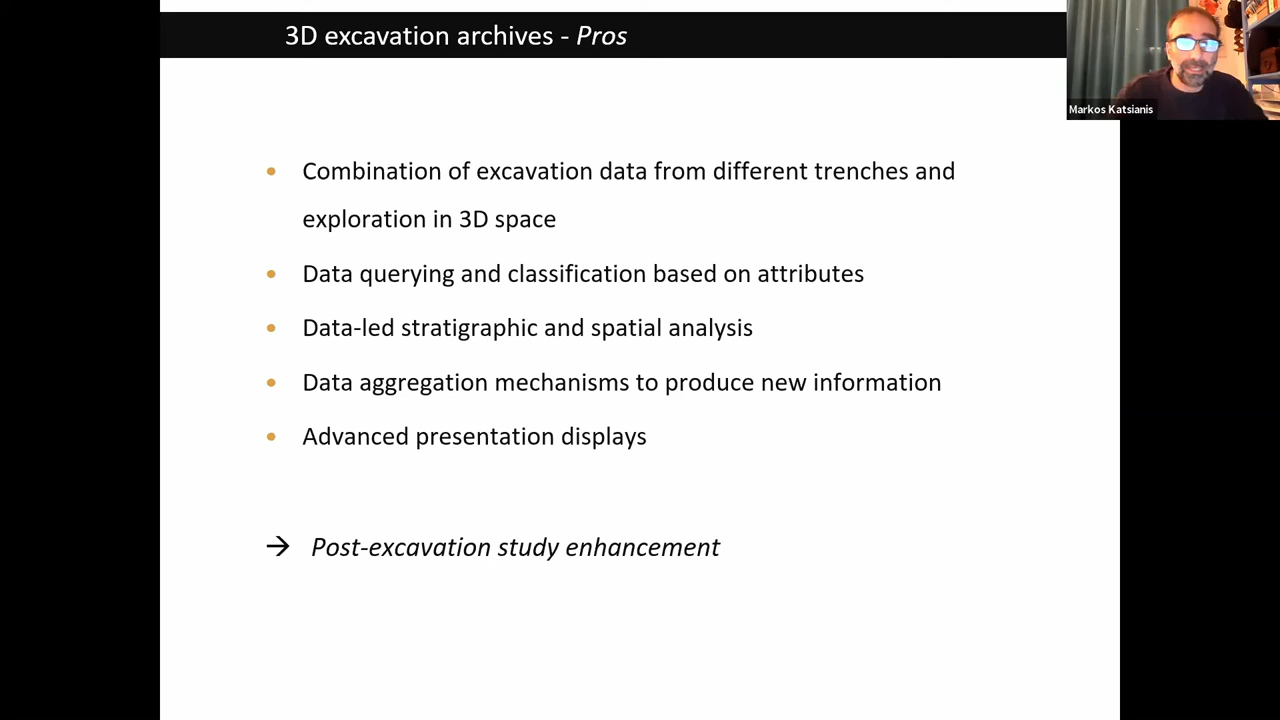 3D excavation archives - Pros
Markos Katsianis
• Combination of excavation data from different trenches and
exploration in 3D space
• Data querying and classification based on attributes
• Data-led stratigraphic and spatial analysis
• Data aggregation mechanisms to produce new information
• Advanced presentation displays
→ Post-excavation study enhancement